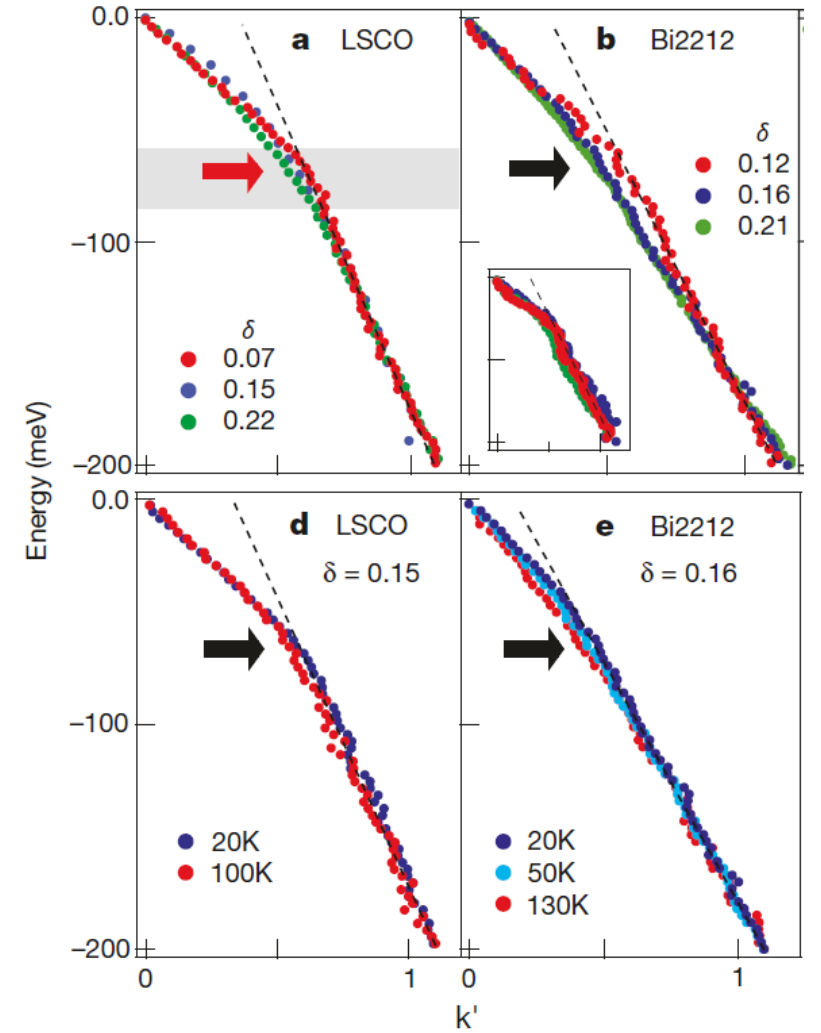 0.0
a LSCO
b Bi2212
δ
0.12
0.16
0.21
−100
δ
0.07
0.15
0.22
−200
Energy (meV)
0.0
d LSCO
δ = 0.15
e Bi2212
δ = 0.16
−100
20K
100K
20K
50K
130K
−200
0
1
0
1
k'